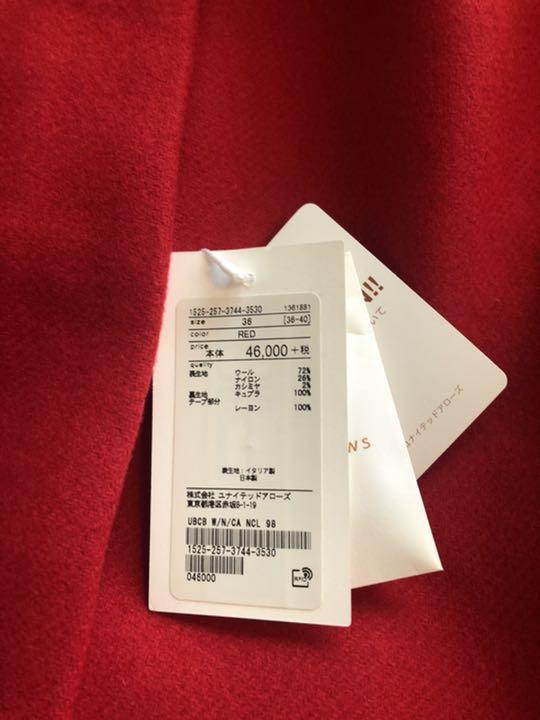 1525-257-3744-3530 1361881
size 36 [36-40]
color RED
price 本体 46,000 +税
quality
表生地 ウール 72%
ナイロン 26%
カシミヤ 2%
裏生地 キュプラ 100%
テープ部分
レーヨン 100%
表生地:イタリア製
日本製
株式会社 ユナイテッドアローズ
東京都港区赤坂8-1-19
UBCB W/N/CA NCL 98
1525-257-3744-3530
046000
いて
ユナイテッドアローズ
NS